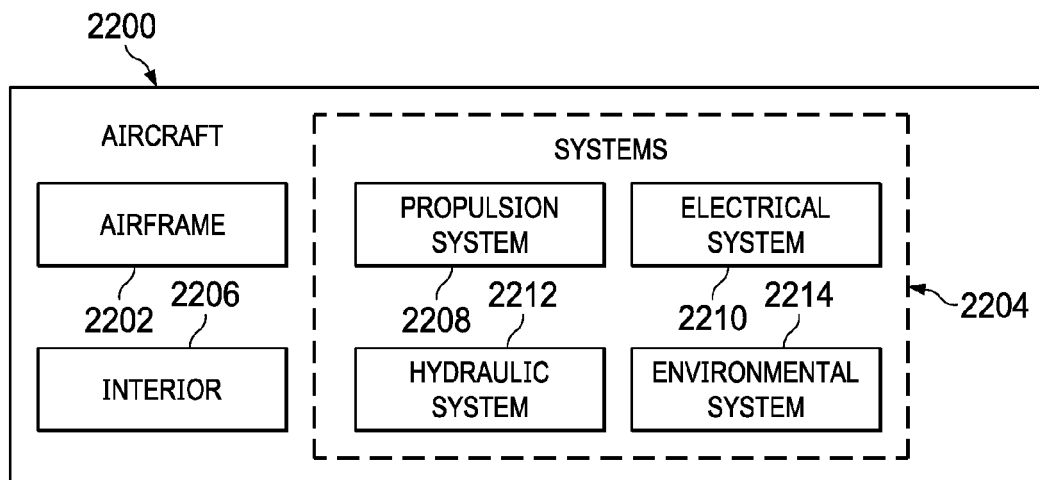 2200
AIRCRAFT
SYSTEMS
AIRFRAME
PROPULSION
SYSTEM
ELECTRICAL
SYSTEM
2202
2206
2208
2212
2210
2214
2204
INTERIOR
HYDRAULIC
SYSTEM
ENVIRONMENTAL
SYSTEM